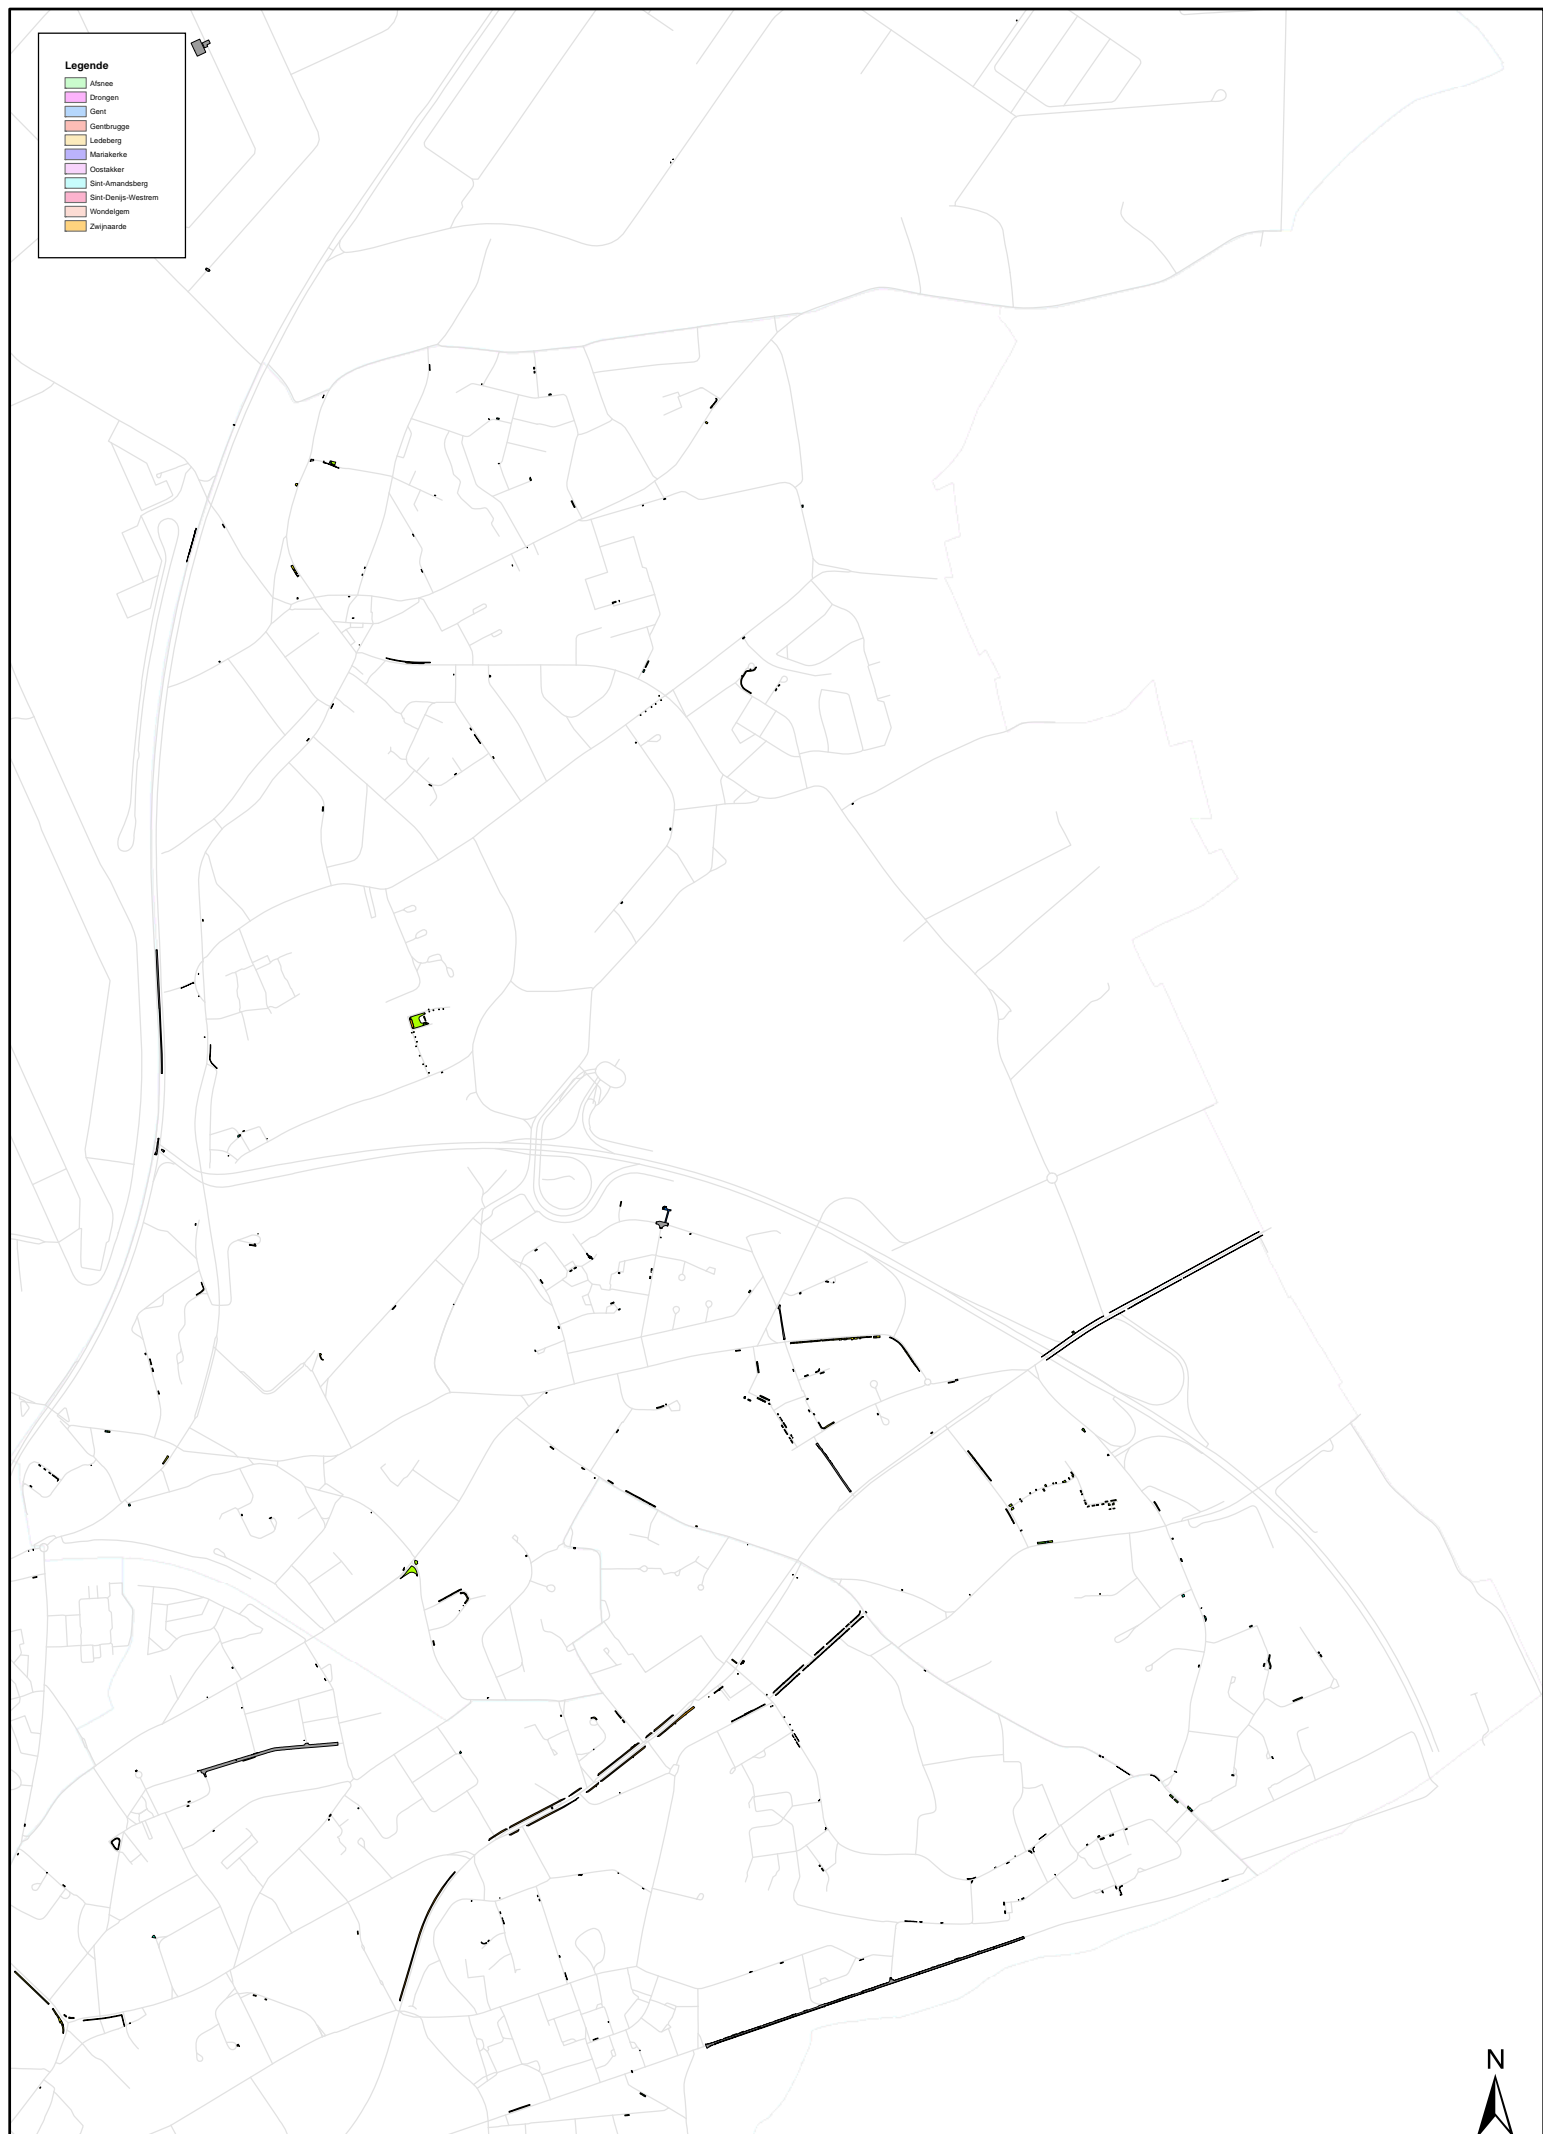 Legende
Afsnee
Drongen
Gent
Gentbrugge
Ledeberg
Mariakerke
Oostakker
Sint-Amandsberg
Sint-Denijs-Westrem
Wondelgem
Zwijnaarde
N